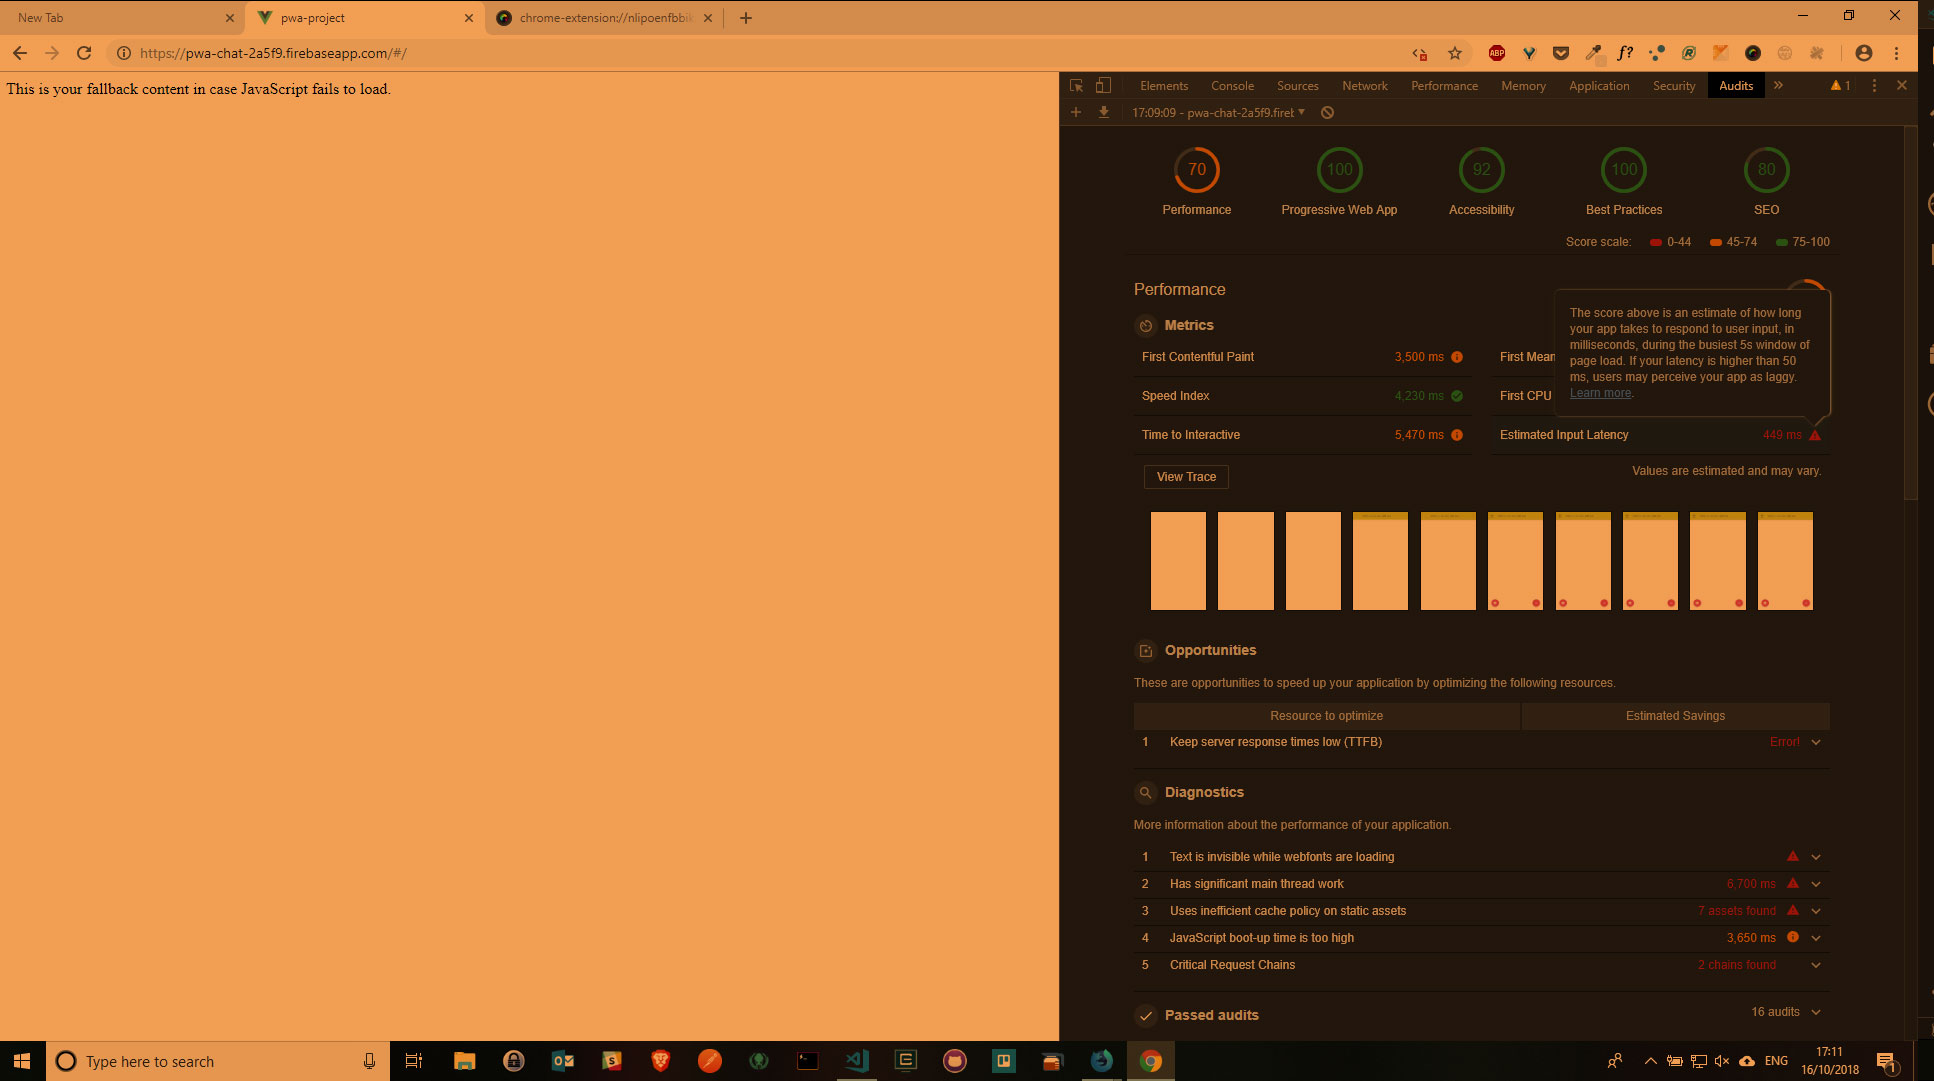 New Tab
pwa-project
chrome-extension://nlipoenfbbik
https://pwa-chat-2a5f9.firebaseapp.com/#/
ABP
f?
This is your fallback content in case JavaScript fails to load.
Elements Console Sources Network Performance Memory Application Security Audits » 1
17:09:09 - pwa-chat-2a5f9.firet
70 100 92 100 80
Performance Progressive Web App Accessibility Best Practices SEO
Score scale: 0-44 45-74 75-100
Performance
Metrics
The score above is an estimate of how long
your app takes to respond to user input, in
milliseconds, during the busiest 5s window of
page load. If your latency is higher than 50
ms, users may perceive your app as laggy.
Learn more.
First Contentful Paint 3,500 ms First Mean
Speed Index 4,230 ms First CPU
Time to Interactive 5,470 ms Estimated Input Latency 449 ms
View Trace
Values are estimated and may vary.
Opportunities
These are opportunities to speed up your application by optimizing the following resources.
Resource to optimize Estimated Savings
1 Keep server response times low (TTFB) Error!
Diagnostics
More information about the performance of your application.
1 Text is invisible while webfonts are loading
2 Has significant main thread work 6,700 ms
3 Uses inefficient cache policy on static assets 7 assets found
4 JavaScript boot-up time is too high 3,650 ms
5 Critical Request Chains 2 chains found
Passed audits 16 audits
Type here to search
ENG
17:11
16/10/2018
1